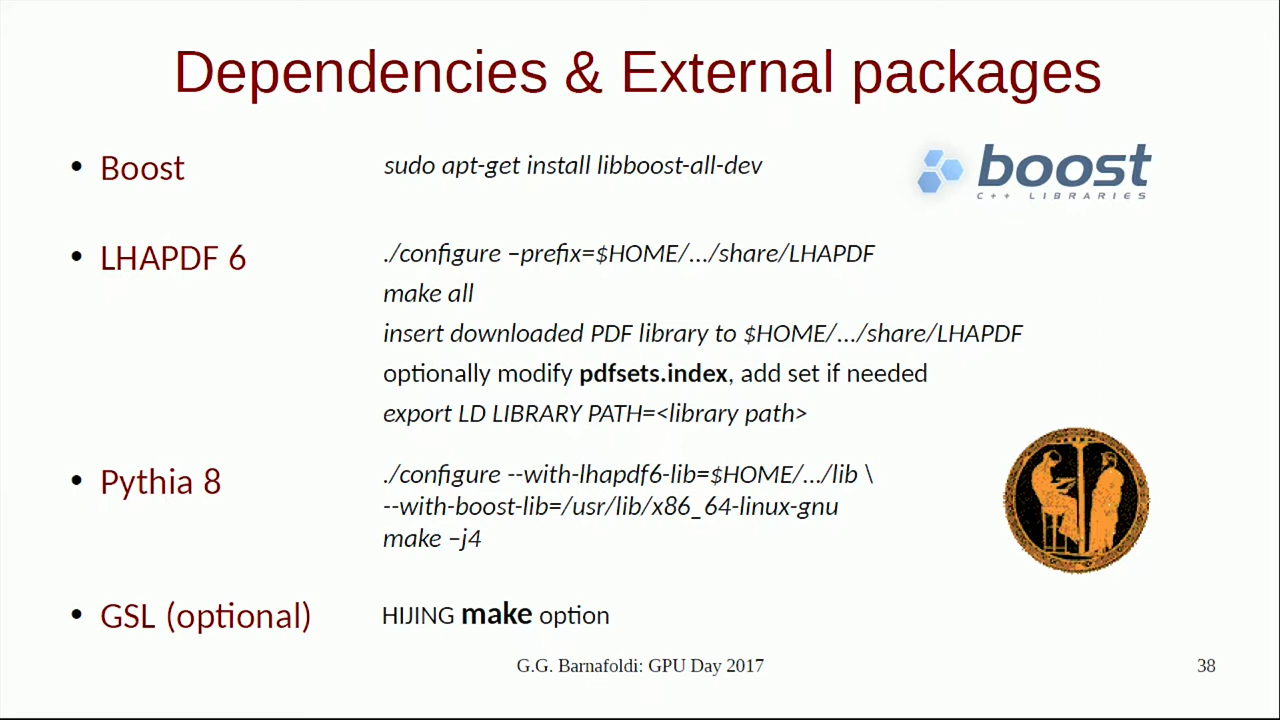 Dependencies & External packages
• Boost
sudo apt-get install libboost-all-dev
boost
C++ LIBRARIES
• LHAPDF 6
./configure –prefix=$HOME/.../share/LHAPDF
make all
insert downloaded PDF library to $HOME/.../share/LHAPDF
optionally modify pdfsets.index, add set if needed
export LD LIBRARY PATH=<library path>
• Pythia 8
./configure --with-lhapdf6-lib=$HOME/.../lib \
--with-boost-lib=/usr/lib/x86_64-linux-gnu
make –j4
• GSL (optional)
HIJING make option
G.G. Barnafoldi: GPU Day 2017
38